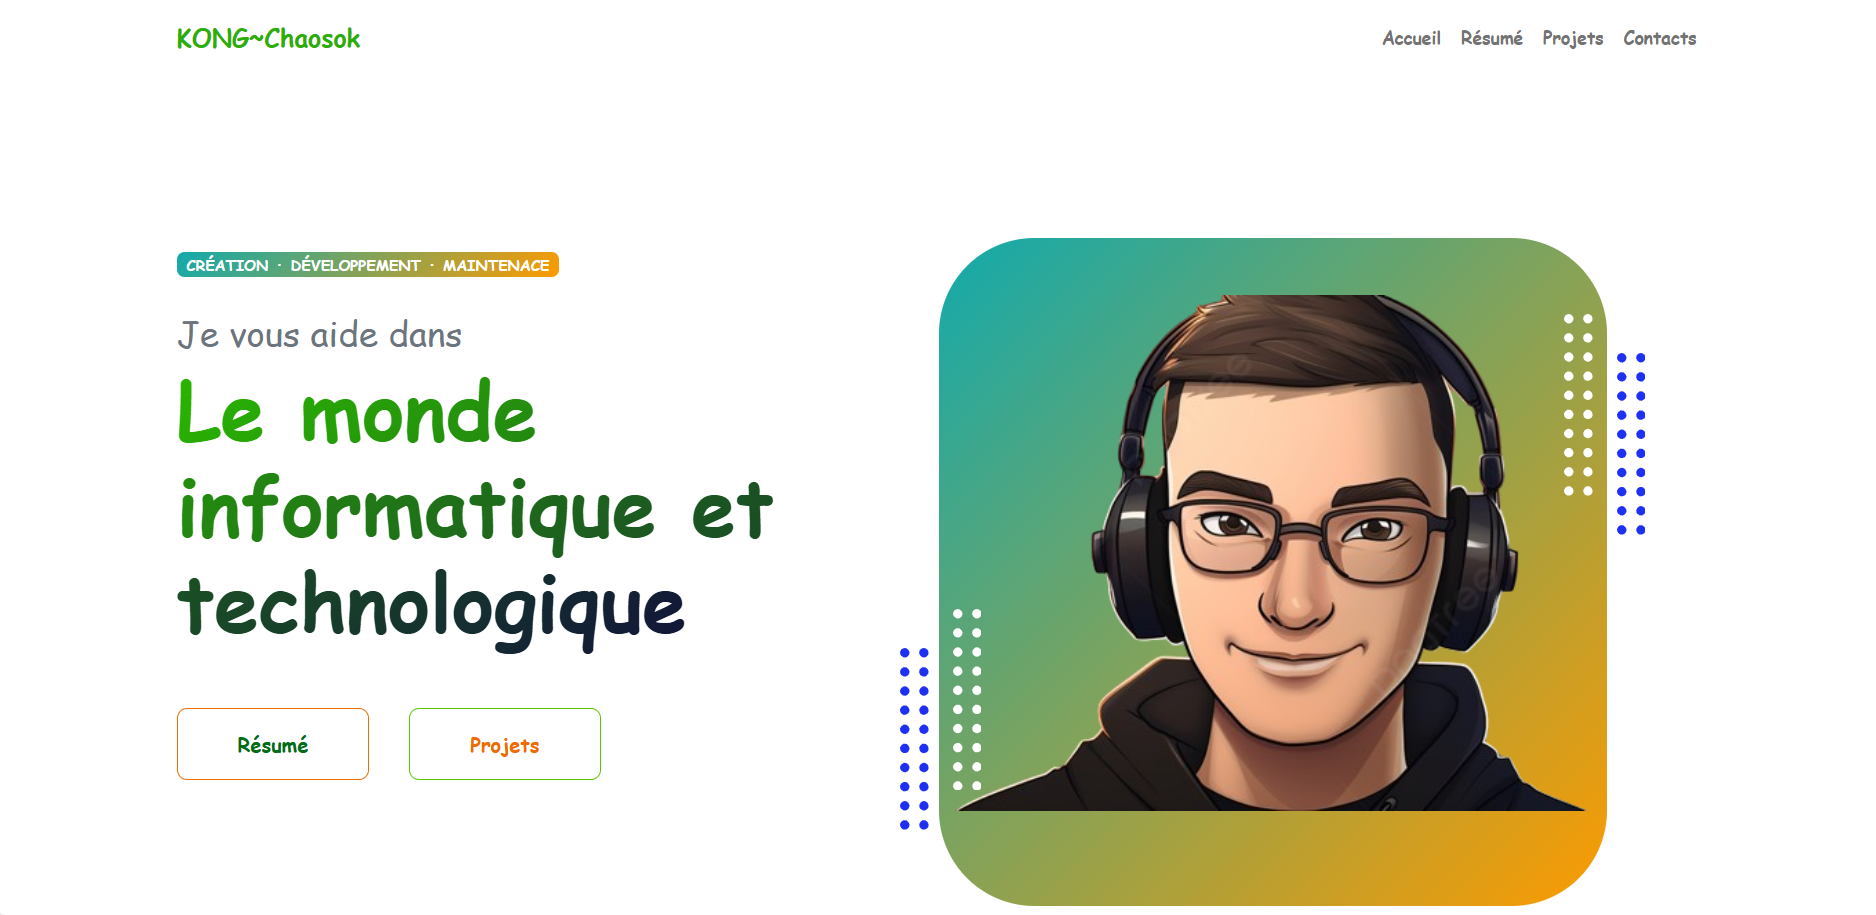 KONG~Chaosok
Accueil Résumé Projets Contacts
CRÉATION · DÉVELOPPEMENT · MAINTENACE
Je vous aide dans
Le monde
informatique et
technologique
Résumé Projets